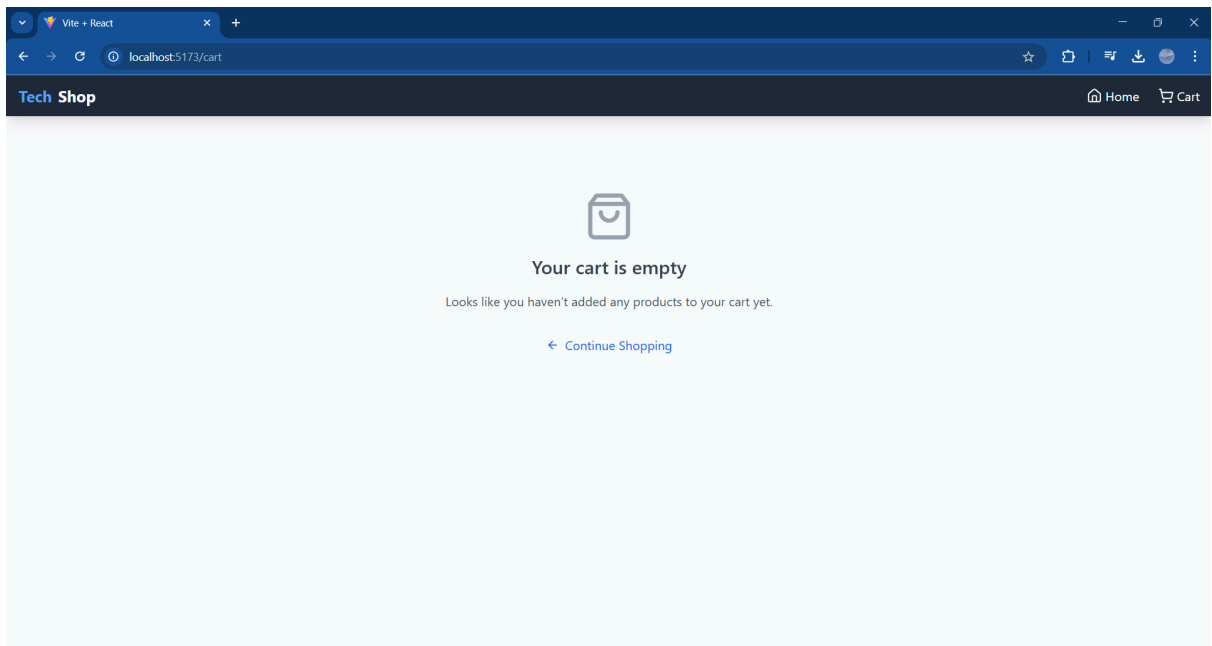 Vite + React
localhost:5173/cart
Tech Shop
Home
Cart
Your cart is empty
Looks like you haven't added any products to your cart yet.
Continue Shopping